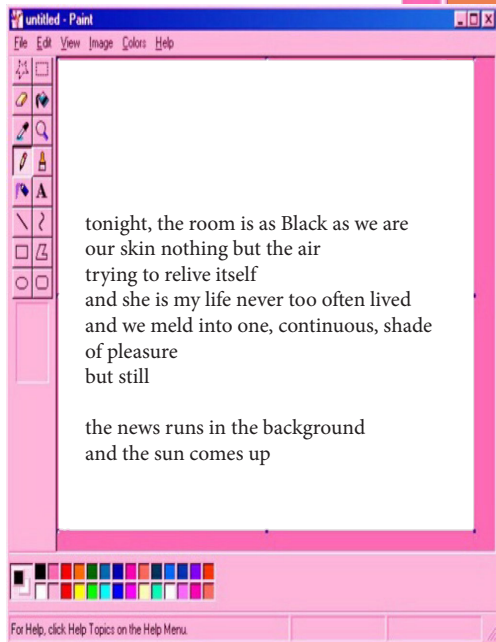 untitled - Paint
File Edit View Image Colors Help
A
tonight, the room is as Black as we are
our skin nothing but the air
trying to relive itself
and she is my life never too often lived
and we meld into one, continuous, shade
of pleasure
but still
the news runs in the background
and the sun comes up
For Help, click Help Topics on the Help Menu.